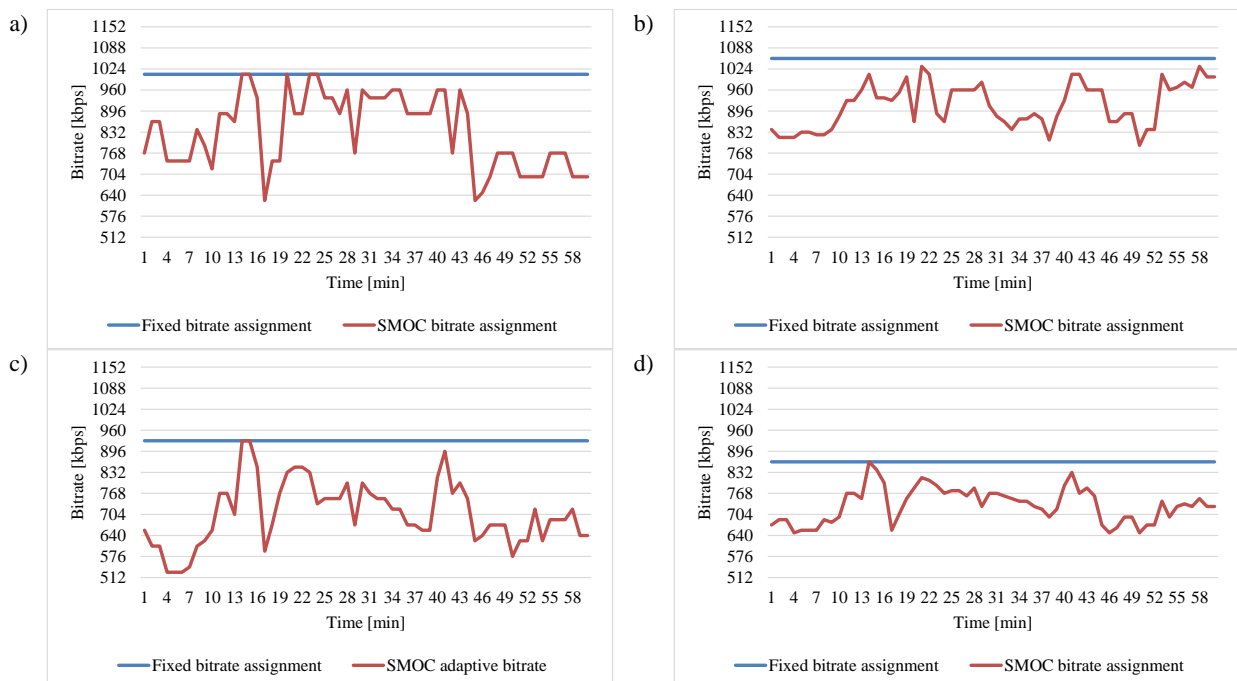 a)
1152
1088
1024
960
896
832
768
704
640
576
512
Bitrate [kbps]
1 4 7 10 13 16 19 22 25 28 31 34 37 40 43 46 49 52 55 58
Time [min]
Fixed bitrate assignment SMOC bitrate assignment
b)
1152
1088
1024
960
896
832
768
704
640
576
512
Bitrate [kbps]
1 4 7 10 13 16 19 22 25 28 31 34 37 40 43 46 49 52 55 58
Time [min]
Fixed bitrate assignment SMOC bitrate assignment
c)
1152
1088
1024
960
896
832
768
704
640
576
512
Bitrate [kbps]
1 4 7 10 13 16 19 22 25 28 31 34 37 40 43 46 49 52 55 58
Time [min]
Fixed bitrate assignment SMOC adaptive bitrate
d)
1152
1088
1024
960
896
832
768
704
640
576
512
Bitrate [kbps]
1 4 7 10 13 16 19 22 25 28 31 34 37 40 43 46 49 52 55 58
Time [min]
Fixed bitrate assignment SMOC bitrate assignment